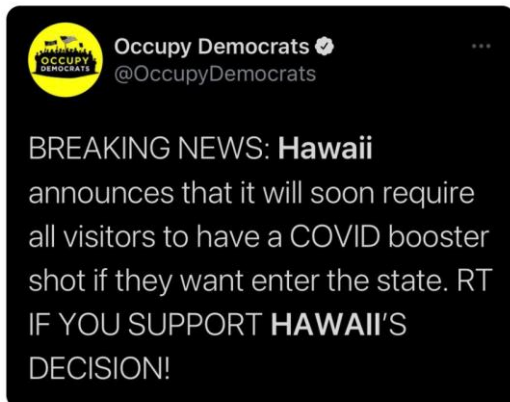 OCCUPY
DEMOCRATS
Occupy Democrats
@OccupyDemocrats
BREAKING NEWS: Hawaii
announces that it will soon require
all visitors to have a COVID booster
shot if they want enter the state. RT
IF YOU SUPPORT HAWAII'S
DECISION!